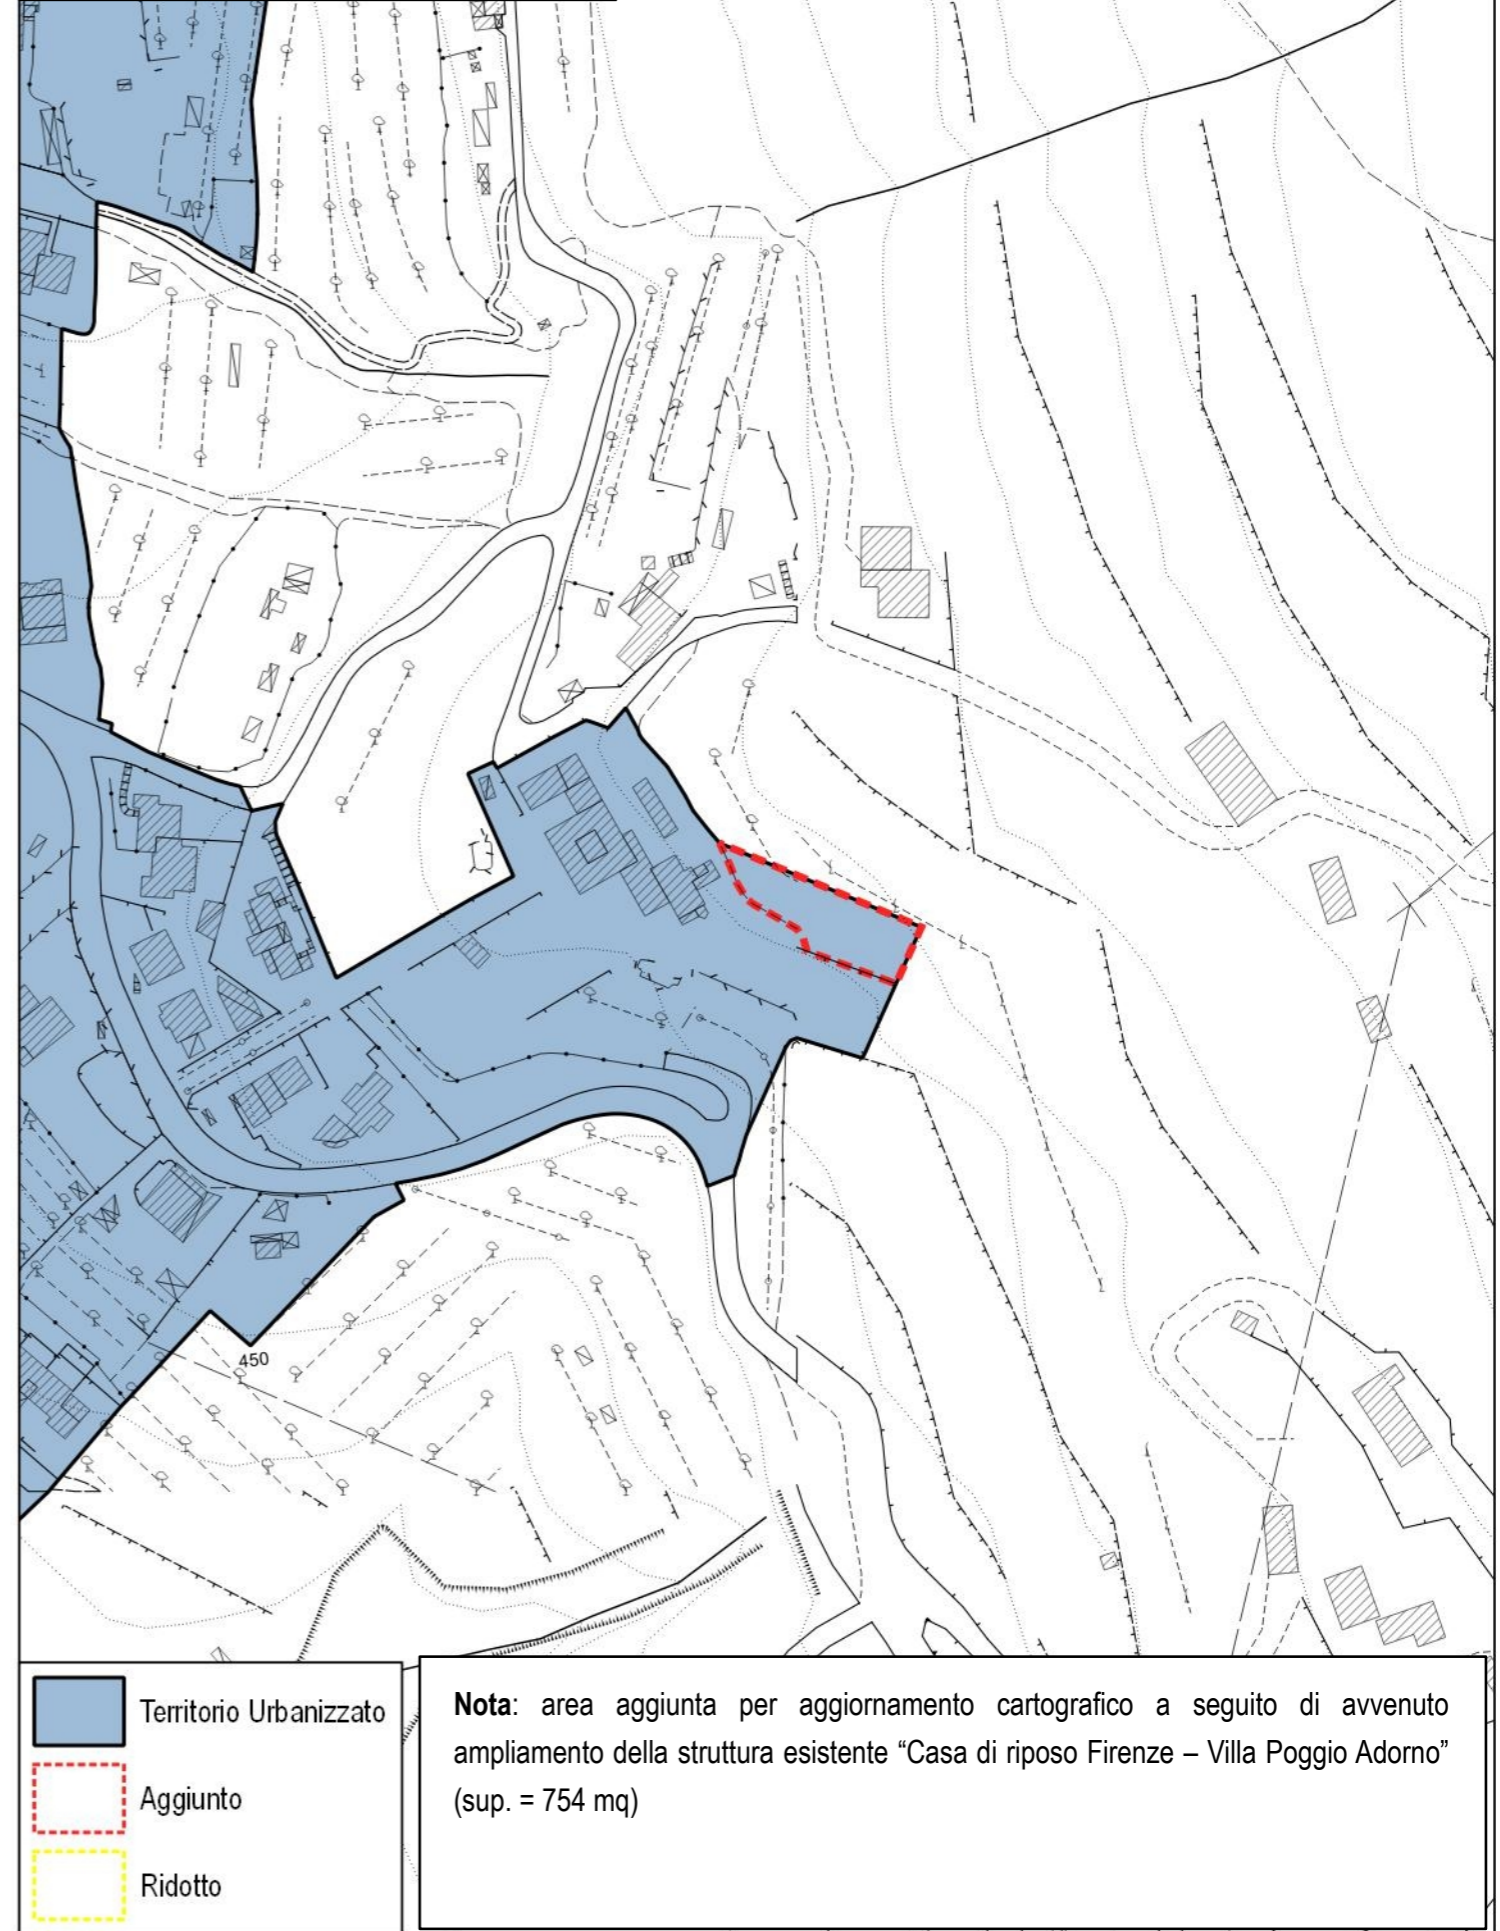 450
Territorio Urbanizzato
Aggiunto
Ridotto
Nota: area aggiunta per aggiornamento cartografico a seguito di avvenuto
ampliamento della struttura esistente “Casa di riposo Firenze – Villa Poggio Adorno”
(sup. = 754 mq)